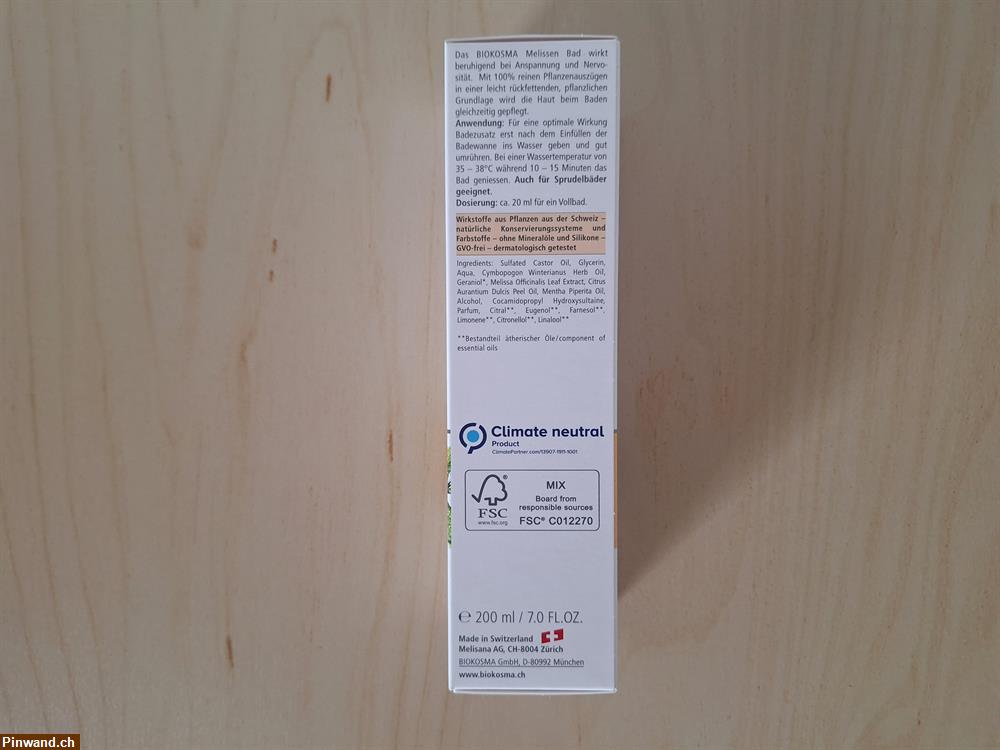 Das BIOKOSMA Melissen Bad wirkt
beruhigend bei Anspannung und Nervo-
sität. Mit 100% reinen Pflanzenauszügen
in einer leicht rückfettenden, pflanzlichen
Grundlage wird die Haut beim Baden
gleichzeitig gepflegt.
Anwendung: Für eine optimale Wirkung
Badezusatz erst nach dem Einfüllen der
Badewanne ins Wasser geben und gut
umrühren. Bei einer Wassertemperatur von
35 – 38°C während 10 – 15 Minuten das
Bad geniessen. Auch für Sprudelbäder
geeignet.
Dosierung: ca. 20 ml für ein Vollbad.
Wirkstoffe aus Pflanzen aus der Schweiz –
natürliche Konservierungssysteme und
Farbstoffe – ohne Mineralöle und Silikone –
GVO-frei – dermatologisch getestet
Ingredients: Sulfated Castor Oil, Glycerin,
Aqua, Cymbopogon Winterianus Herb Oil,
Geraniol*, Melissa Officinalis Leaf Extract, Citrus
Aurantium Dulcis Peel Oil, Mentha Piperita Oil,
Alcohol, Cocamidopropyl Hydroxysultaine,
Parfum, Citral**, Eugenol**, Farnesol**,
Limonene**, Citronellol**, Linalool**
**Bestandteil ätherischer Öle/component of
essential oils
Climate neutral
Product
ClimatePartner.com/13907-1911-1001
FSC®
www.fsc.org
MIX
Board from
responsible sources
FSC® C012270
℮ 200 ml / 7.0 FL.OZ.
Made in Switzerland
Melisana AG, CH-8004 Zürich
BIOKOSMA GmbH, D-80992 München
www.biokosma.ch
Pinwand.ch